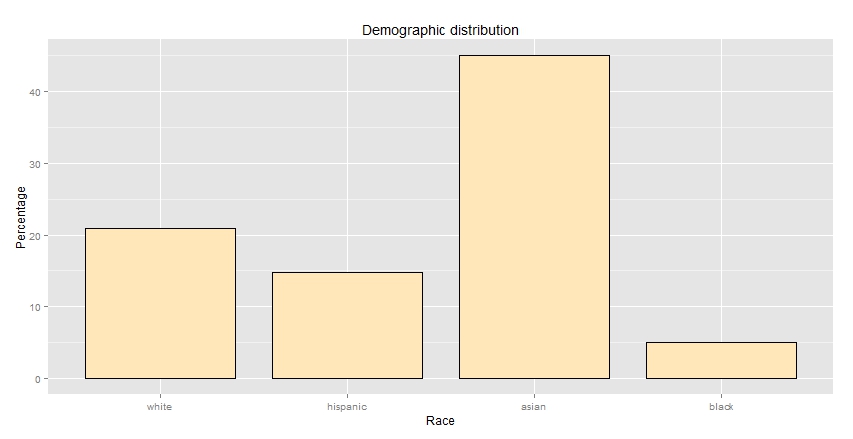 Demographic distribution
Percentage
40
30
20
10
0
white hispanic asian black
Race